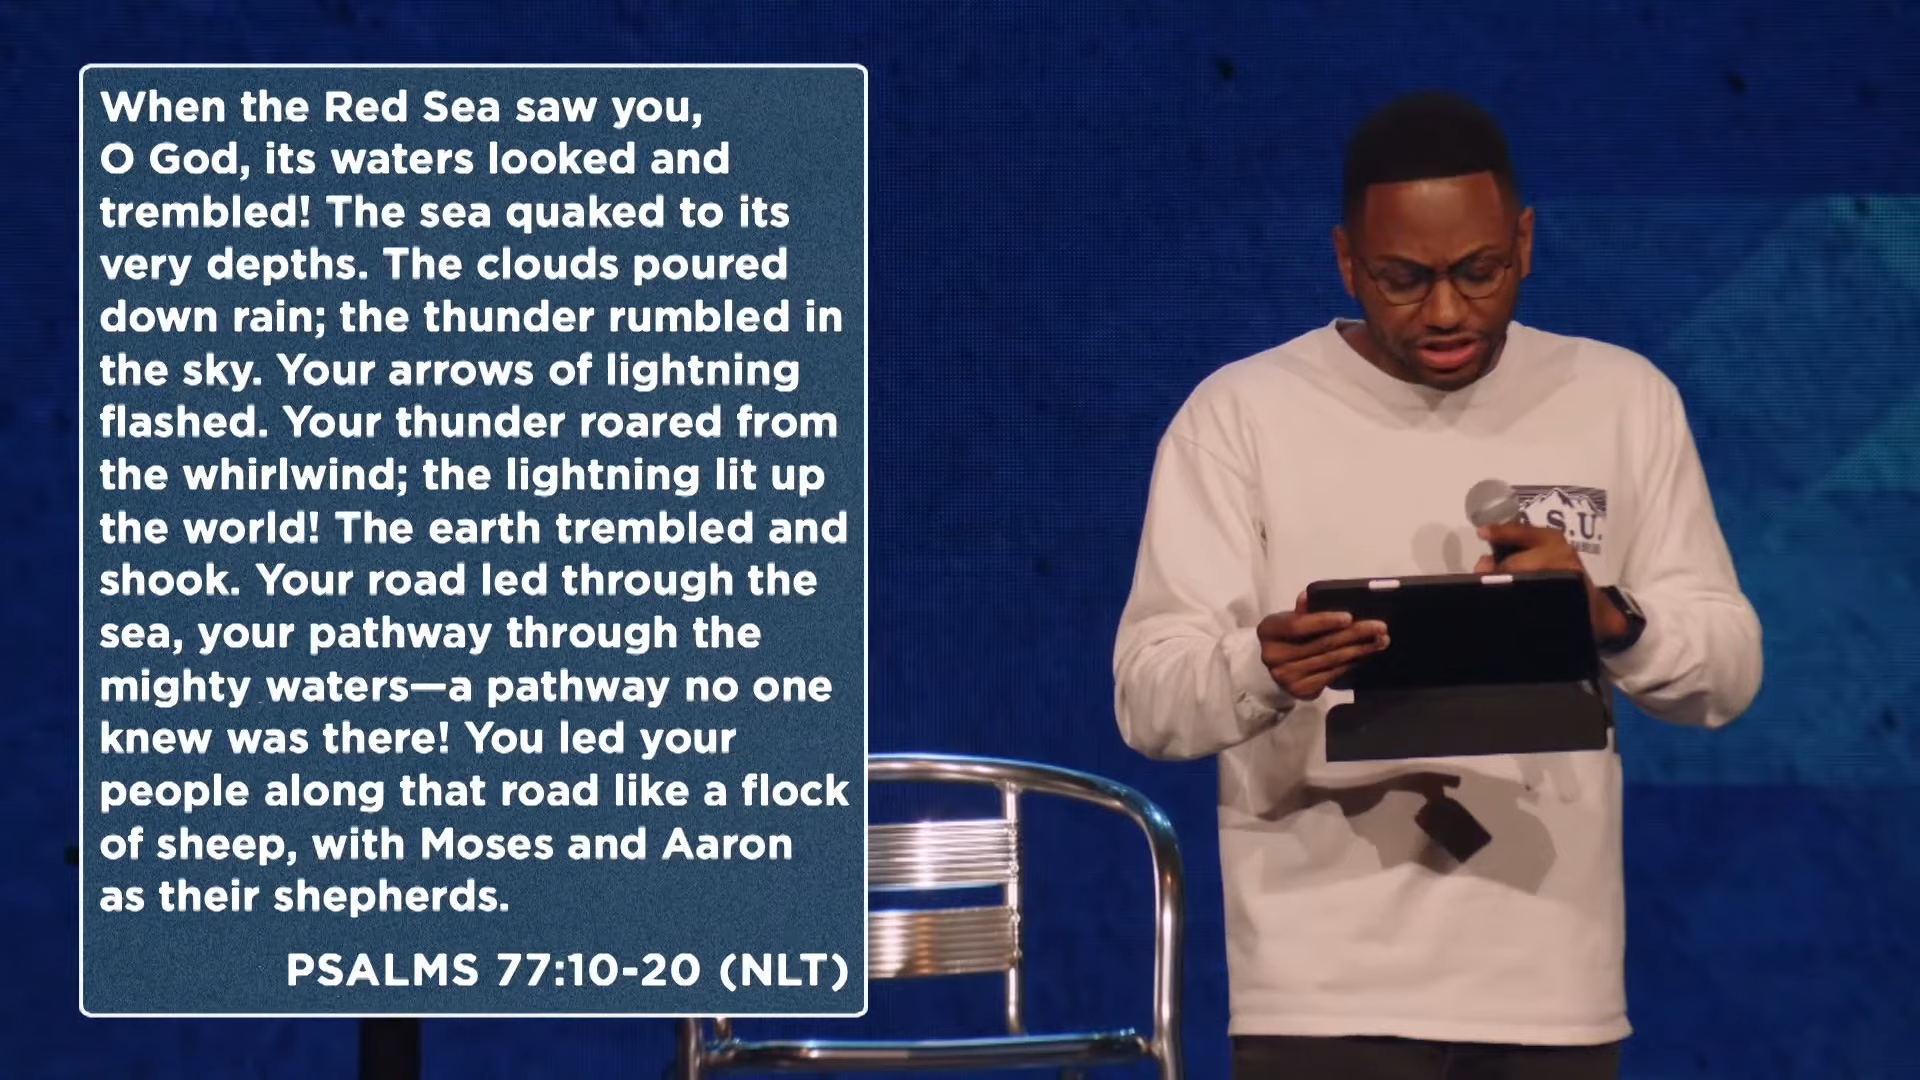 When the Red Sea saw you,
O God, its waters looked and
trembled! The sea quaked to its
very depths. The clouds poured
down rain; the thunder rumbled in
the sky. Your arrows of lightning
flashed. Your thunder roared from
the whirlwind; the lightning lit up
the world! The earth trembled and
shook. Your road led through the
sea, your pathway through the
mighty waters—a pathway no one
knew was there! You led your
people along that road like a flock
of sheep, with Moses and Aaron
as their shepherds.
PSALMS 77:10-20 (NLT)
S.U.